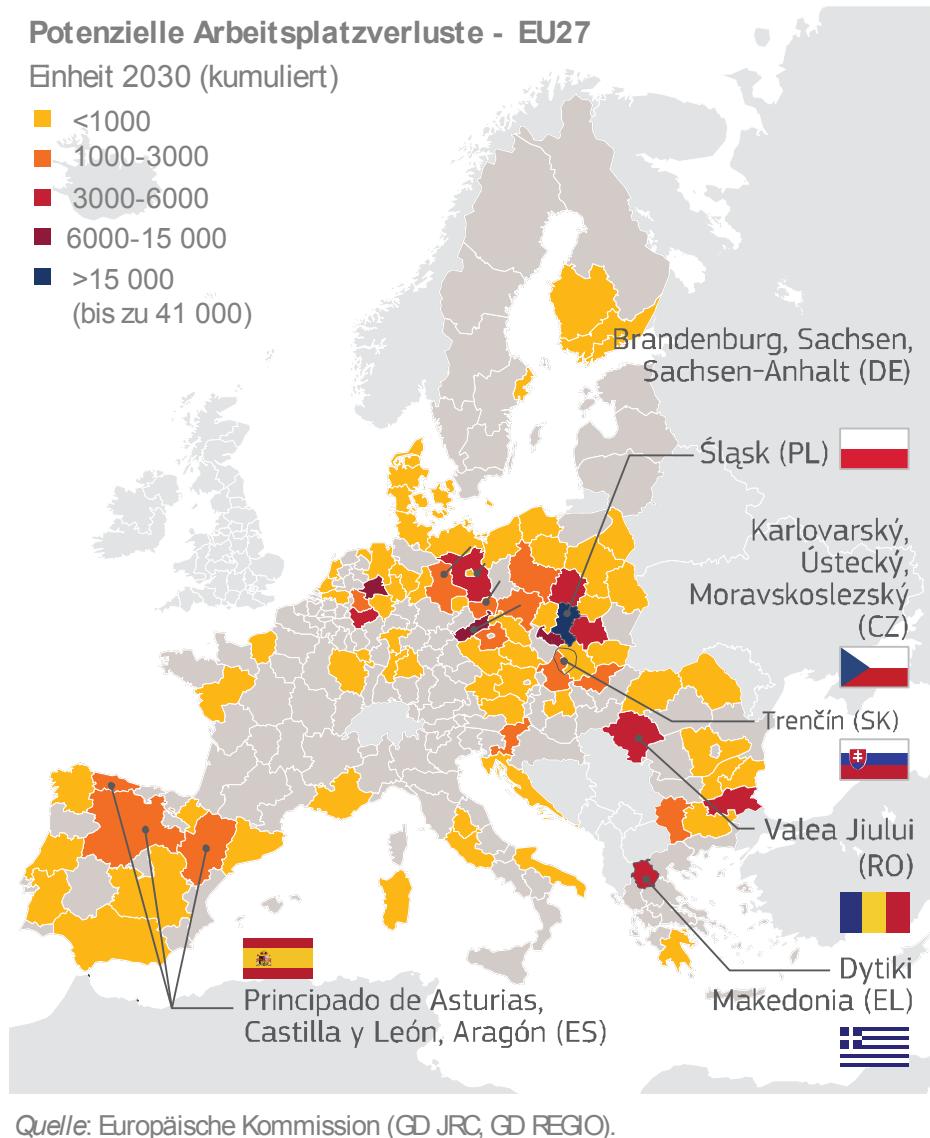 Potenzielle Arbeitsplatzverluste - EU27
Einheit 2030 (kumuliert)
<1000
1000-3000
3000-6000
6000-15 000
>15 000
(bis zu 41 000)
Brandenburg, Sachsen,
Sachsen-Anhalt (DE)
Śląsk (PL)
Karlovarský,
Ústecký,
Moravskoslezský
(CZ)
Trenčín (SK)
Valea Jiului
(RO)
Dytiki
Makedonia (EL)
Principado de Asturias,
Castilla y León, Aragón (ES)
Quelle: Europäische Kommission (GD JRC, GD REGIO).